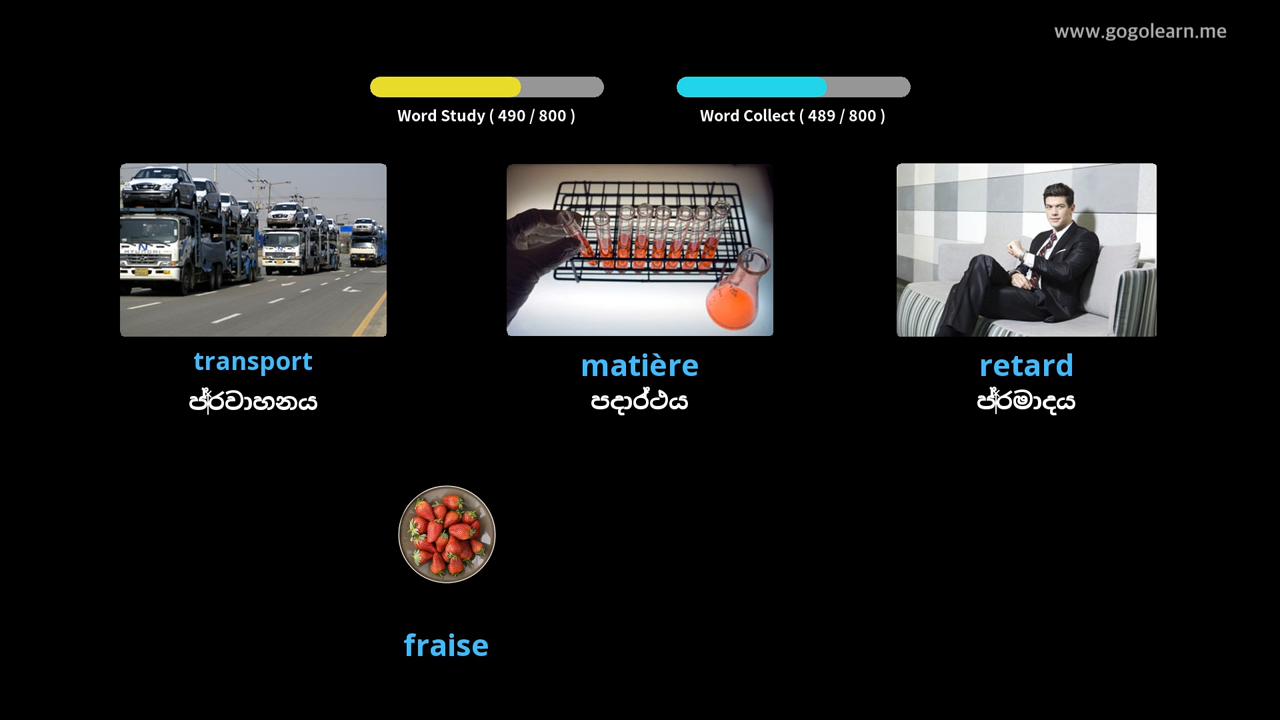 www.gogolearn.me
Word Study ( 490 / 800 )
Word Collect ( 489 / 800 )
transport
ප්‍රවාහනය
matière
පදාර්ථය
retard
ප්‍රමාදය
fraise